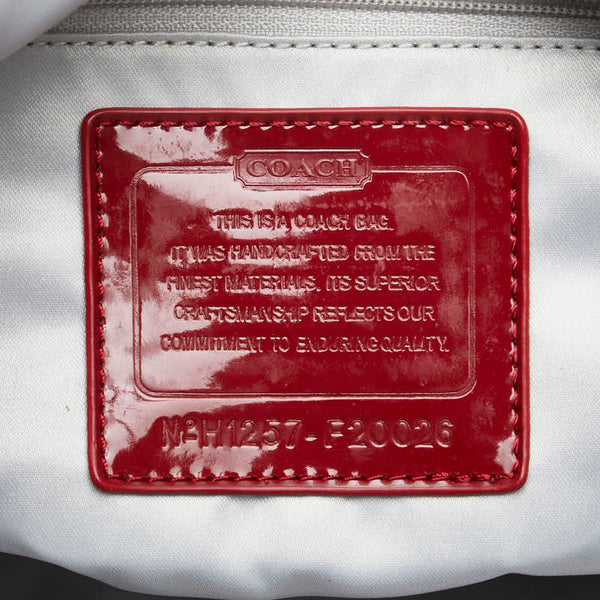 COACH
THIS IS A COACH BAG.
IT WAS HANDCRAFTED FROM THE
FINEST MATERIALS. ITS SUPERIOR
CRAFTSMANSHIP REFLECTS OUR
COMMITMENT TO ENDURING QUALITY.
Nº H1257-F20026